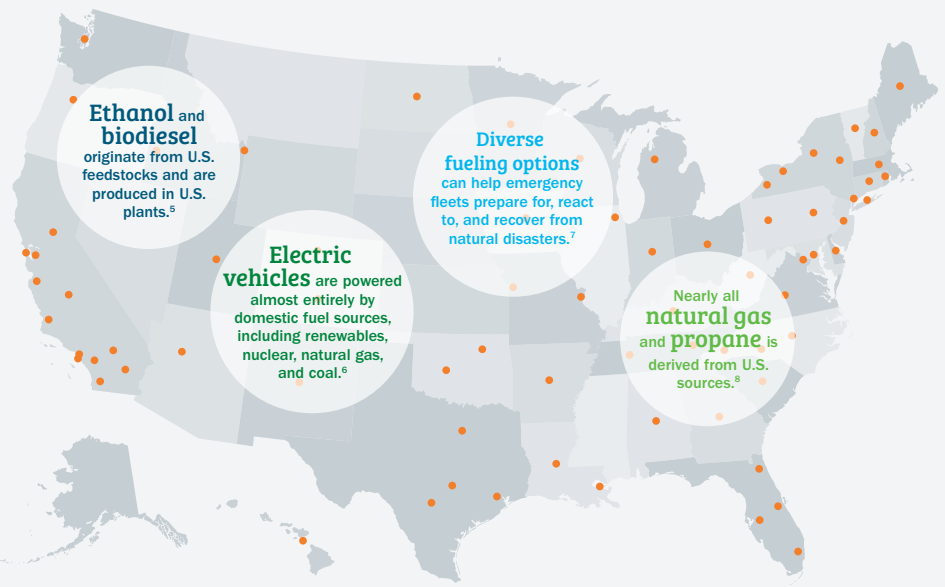 Ethanol and
biodiesel
originate from U.S.
feedstocks and are
produced in U.S.
plants.5
Electric
vehicles are powered
almost entirely by
domestic fuel sources,
including renewables,
nuclear, natural gas,
and coal.6
Diverse
fueling options
can help emergency
fleets prepare for, react
to, and recover from
natural disasters.7
Nearly all
natural gas
and propane is
derived from U.S.
sources.8